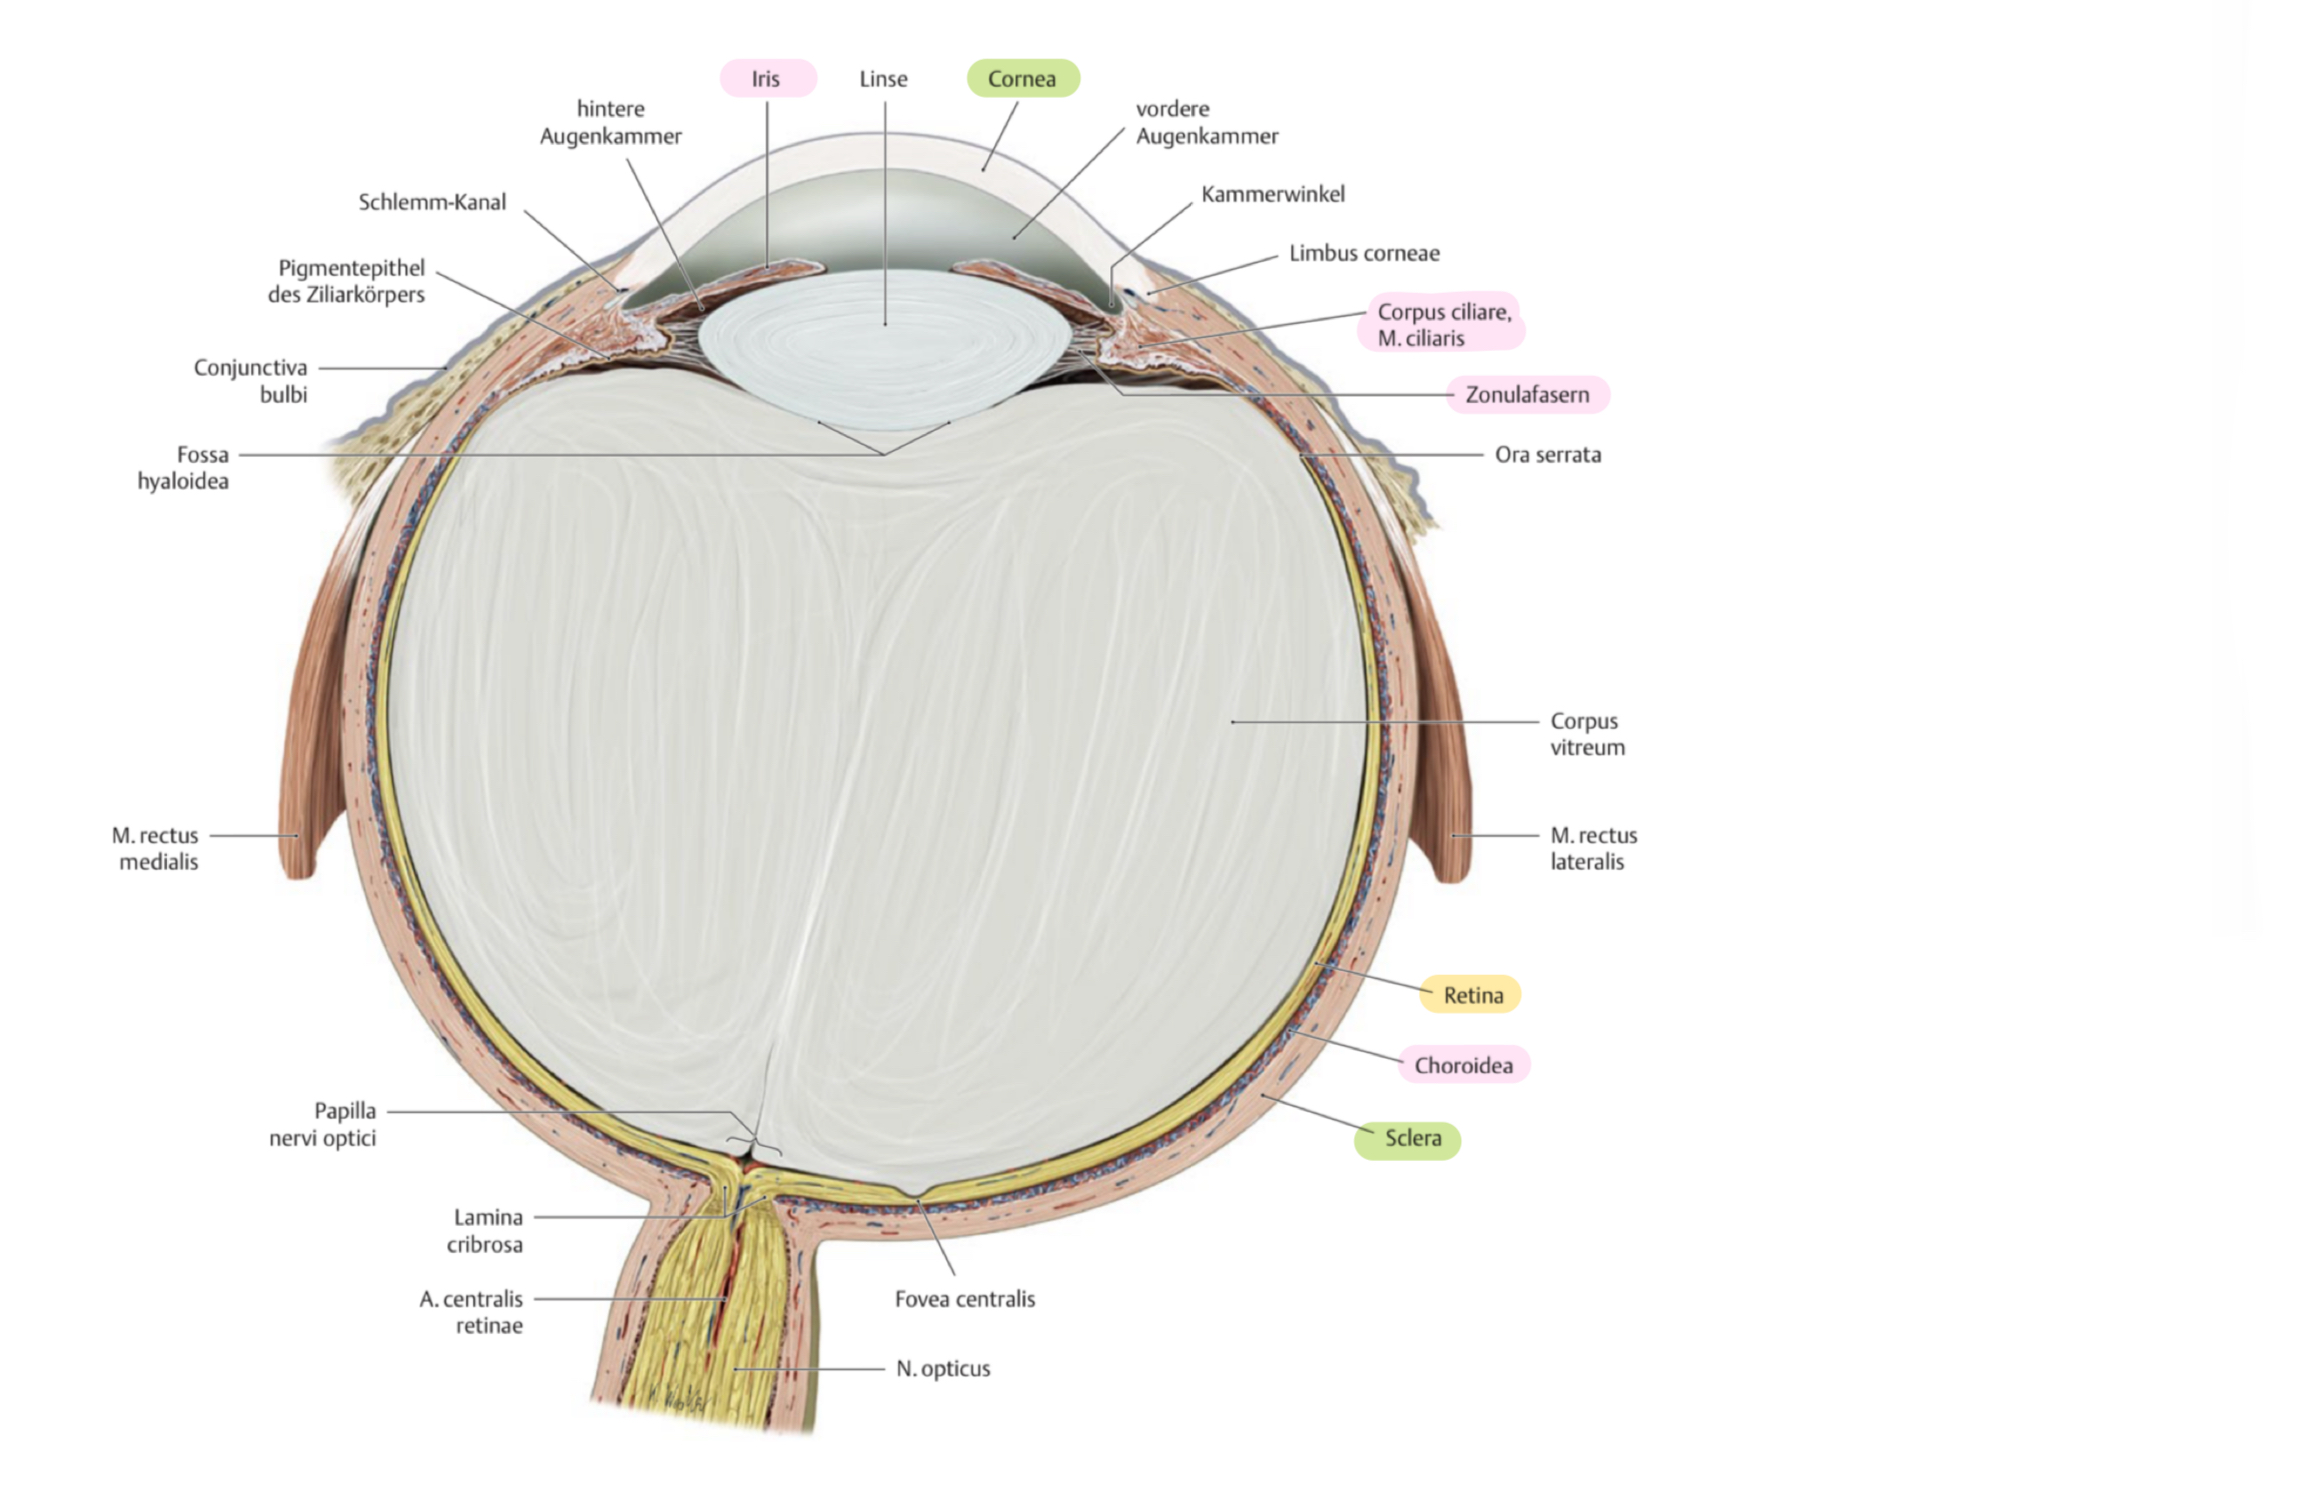 Iris
Linse
Cornea
hintere
Augenkammer
vordere
Augenkammer
Schlemm-Kanal
Kammerwinkel
Pigmentepithel
des Ziliarkörpers
Limbus corneae
Corpus ciliare,
M. ciliaris
Conjunctiva
bulbi
Zonulafasern
Fossa
hyaloidea
Ora serrata
Corpus
vitreum
M. rectus
medialis
M. rectus
lateralis
Retina
Choroidea
Sclera
Papilla
nervi optici
Lamina
cribrosa
A. centralis
retinae
Fovea centralis
N. opticus